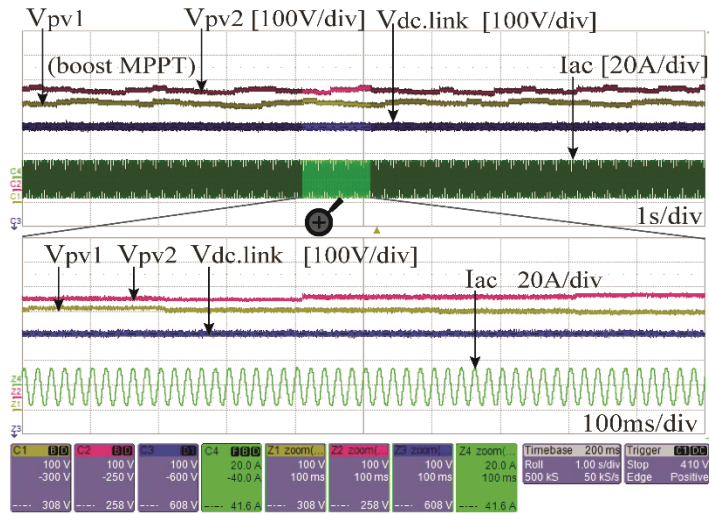 Vpv1 Vpv2 [100V/div] Vdc.link [100V/div]
(boost MPPT) Iac [20A/div]
C3
1s/div
Vpv1 Vpv2 Vdc.link [100V/div]
Iac 20A/div
100ms/div
C1 B D C2 B D C3 D1 C4 F B D Z1 zoom(... Z2 zoom(... Z3 zoom(... Z4 zoom(... Timebase 200 ms Trigger C1 DC
100 V 100 V 100 V 20.0 A 100 V 100 V 100 V 20.0 A Roll 1.00 s/div Stop 410 V
-300 V -250 V -600 V -40.0 A 100 ms 100 ms 100 ms 100 ms 500 kS 50 kS/s Edge Positive
308 V 258 V 608 V 41.6 A 308 V 258 V 608 V 41.6 A